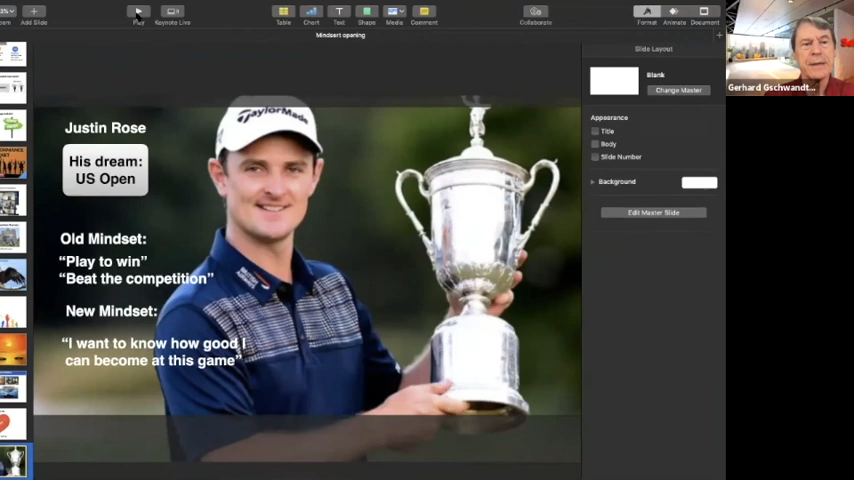 Add Slide
Play
Keynote Live
Table
Chart
Text
Shape
Media
Comment
Collaborate
Format
Animate
Document
Mindset opening
Slide Layout
Blank
Change Master
Appearance
Title
Body
Slide Number
Background
Edit Master Slide
Gerhard Gschwandt...
TaylorMade
Justin Rose
His dream:
US Open
Old Mindset:
“Play to win”
“Beat the competition”
New Mindset:
“I want to know how good I
can become at this game”